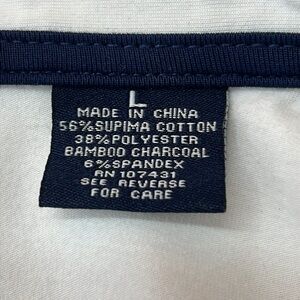 L
MADE IN CHINA
56%SUPIMA COTTON
38%POLYESTER
BAMBOO CHARCOAL
6%SPANDEX
RN 107431
SEE REVERSE
FOR CARE